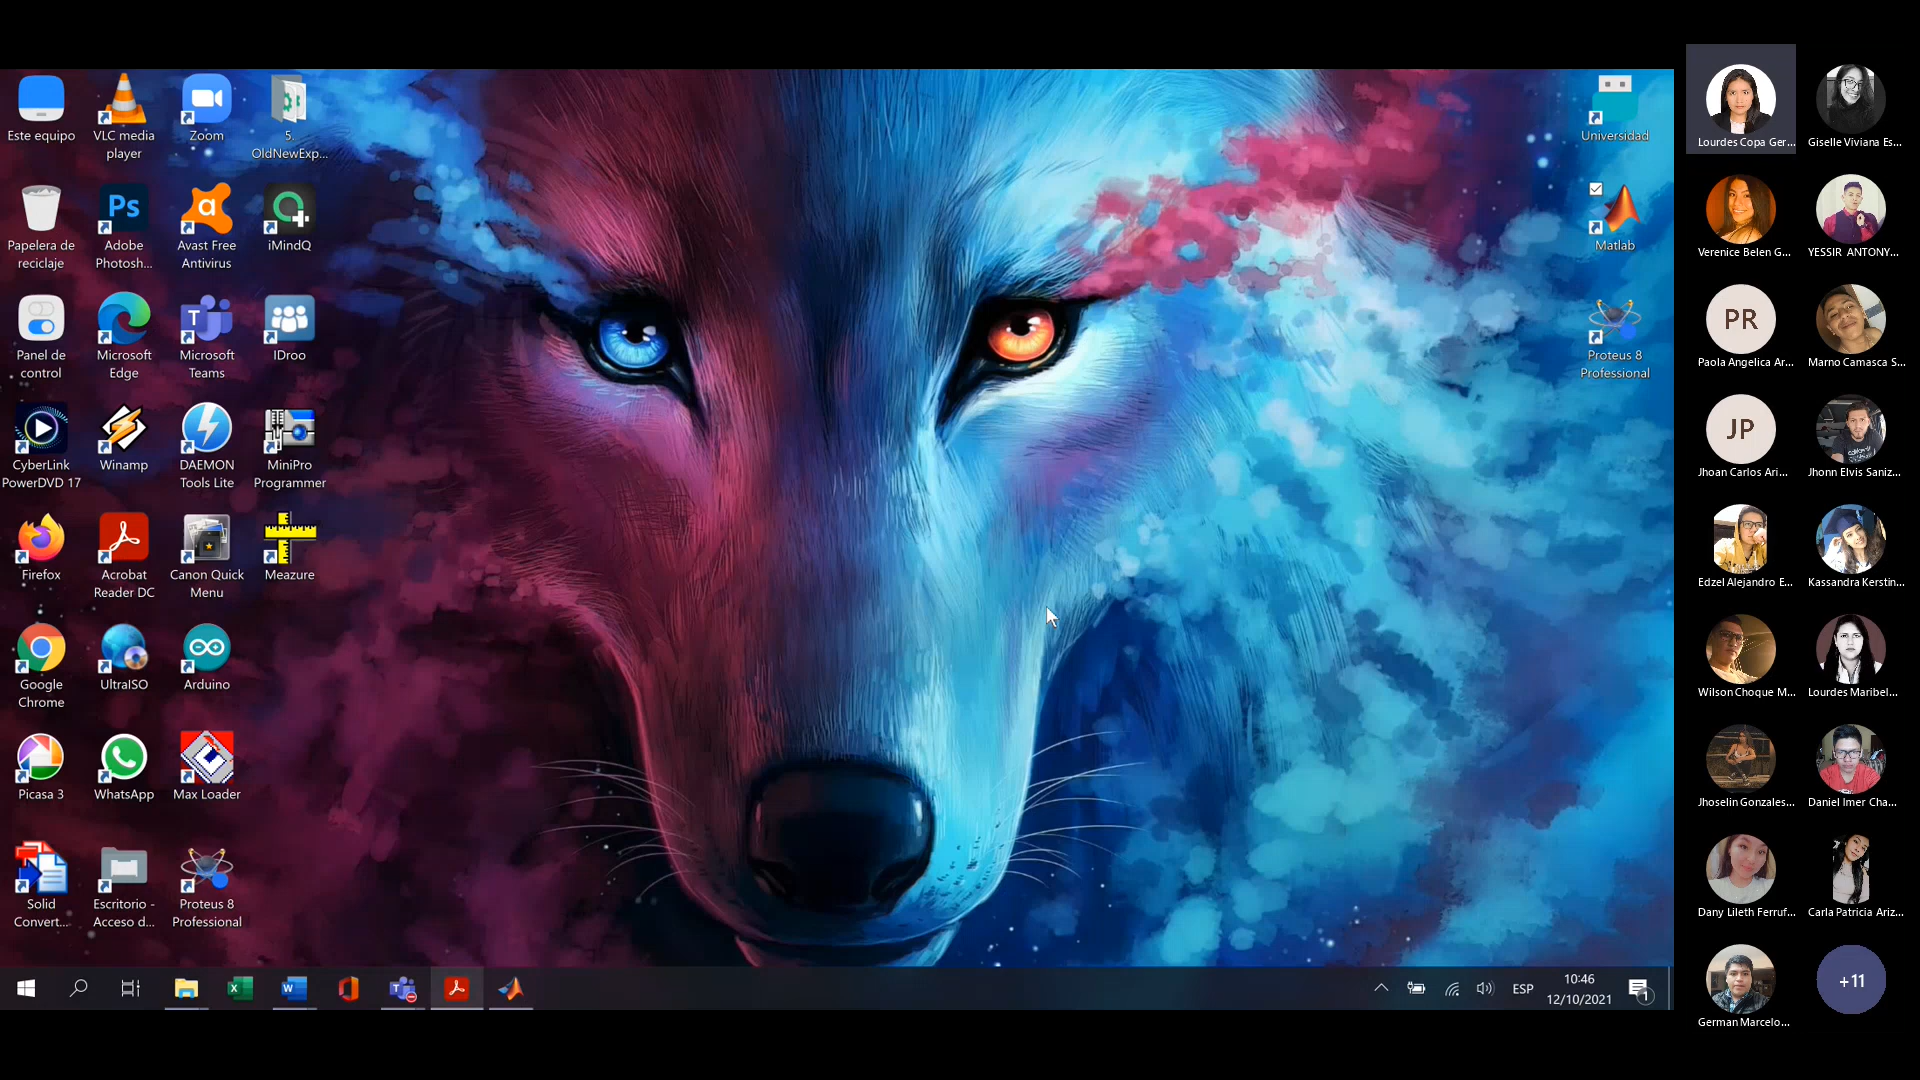 Este equipo
VLC media
player
Zoom
5.
OldNewExp...
Papelera de
reciclaje
Ps
Adobe
Photosh...
Avast Free
Antivirus
iMindQ
Panel de
control
Microsoft
Edge
T
Microsoft
Teams
IDroo
CyberLink
PowerDVD 17
Winamp
DAEMON
Tools Lite
MiniPro
Programmer
Firefox
Acrobat
Reader DC
Canon Quick
Menu
Meazure
Google
Chrome
UltraISO
Arduino
Picasa 3
WhatsApp
Max Loader
Solid
Convert...
Escritorio -
Acceso d...
Proteus 8
Professional
Universidad
Matlab
Proteus 8
Professional
ESP
10:46
12/10/2021
1
Lourdes Copa Ger...
Giselle Viviana Es...
Verenice Belen G...
YESSIR ANTONY...
PR
Paola Angelica Ar...
Marno Camasca S...
JP
Jhoan Carlos Ari...
Jhonn Elvis Saniz...
Edzel Alejandro E...
Kassandra Kerstin...
Wilson Choque M...
Lourdes Maribel...
Jhoselin Gonzales...
Daniel Imer Cha...
Dany Lileth Ferruf...
Carla Patricia Ariz...
German Marcelo...
+11